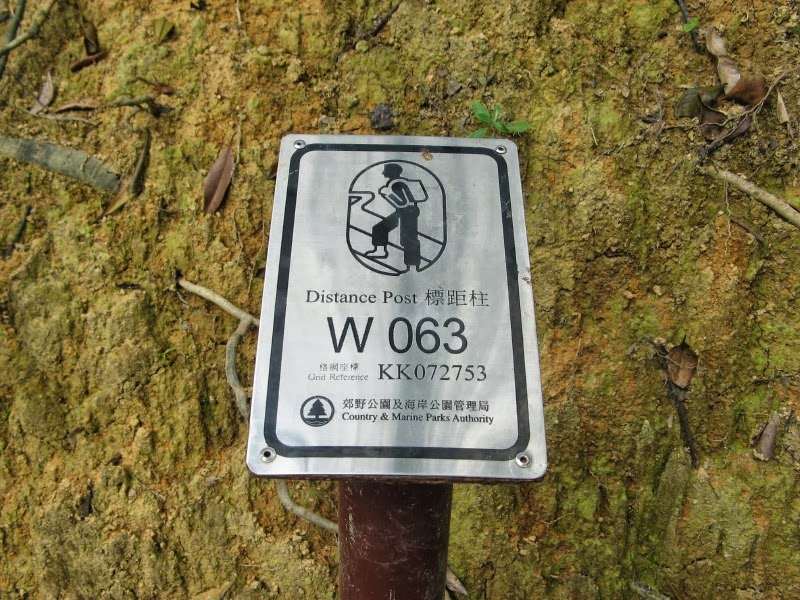 Distance Post 標距柱
W 063
格網座標
Grid Reference KK072753
郊野公園及海岸公園管理局
Country & Marine Parks Authority